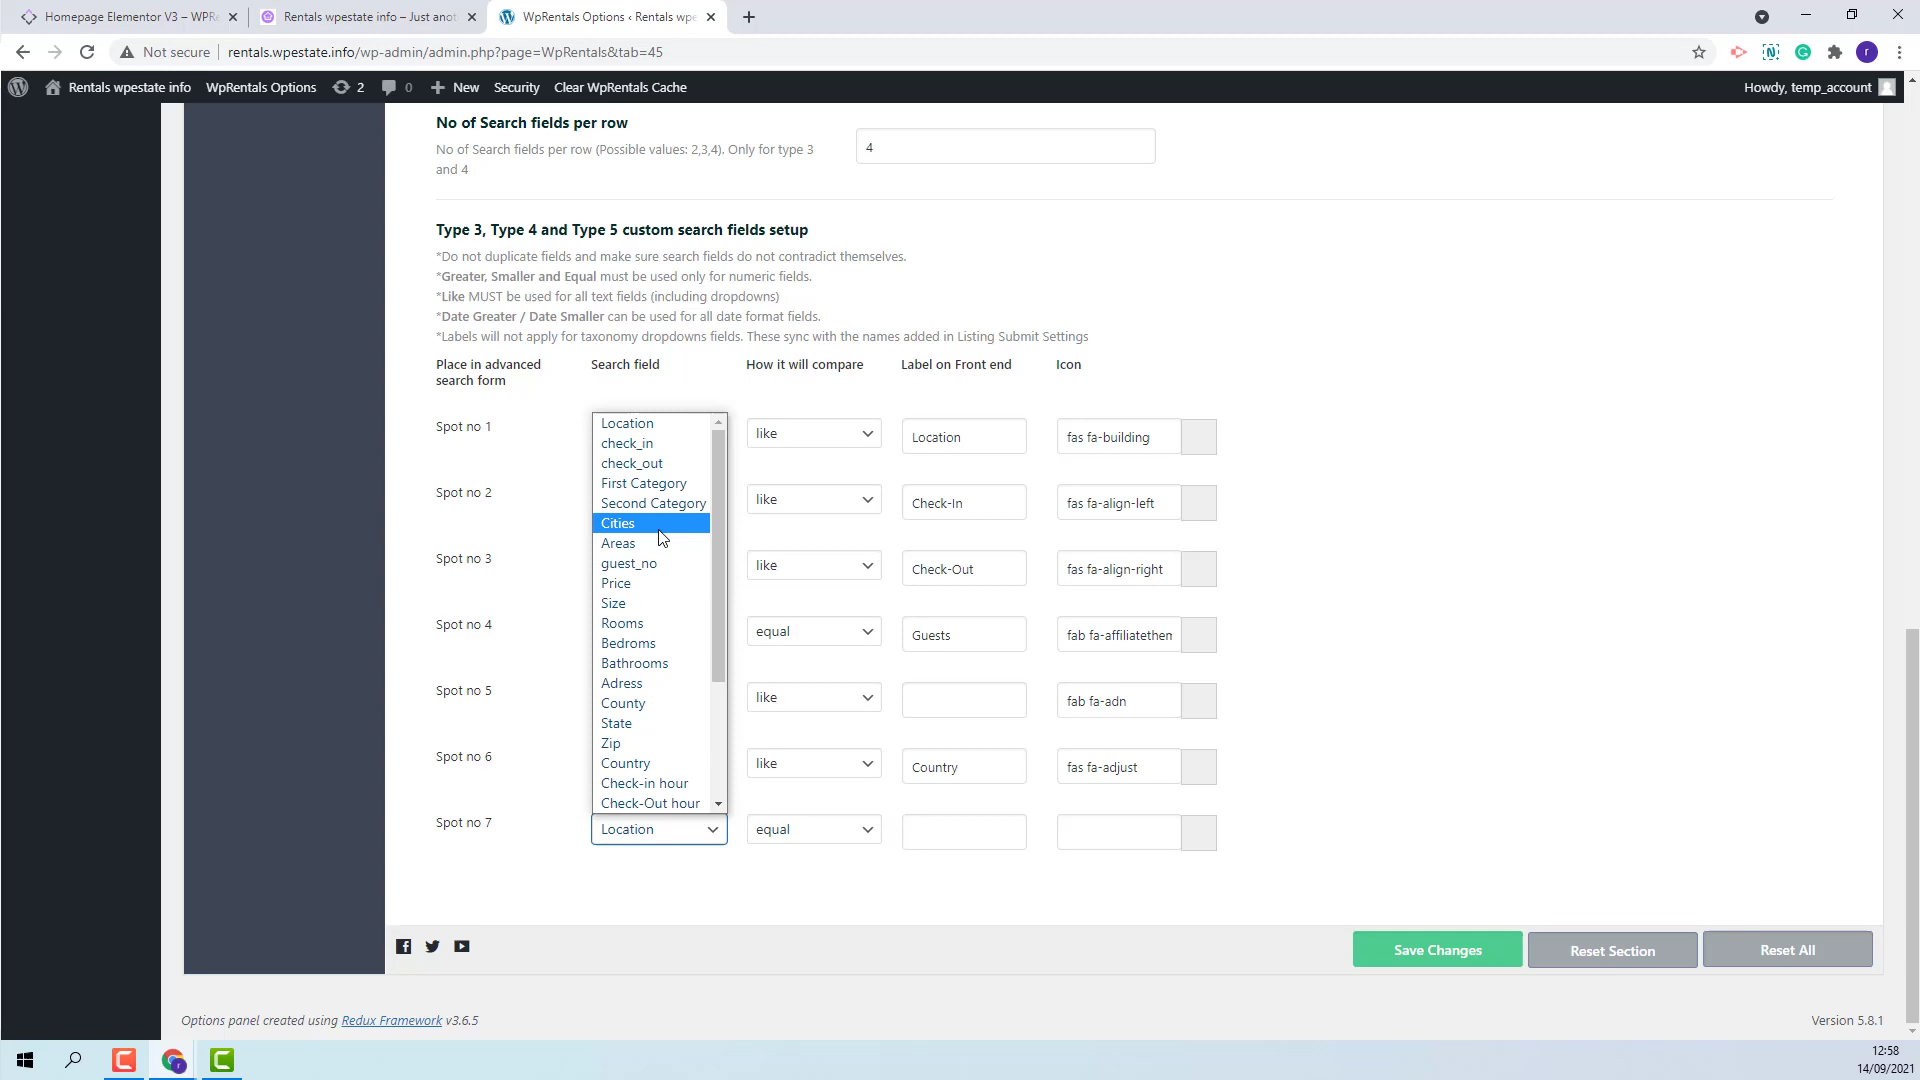 Homepage Elementor V3 – WPRe
Rentals wpestate info – Just anot
WpRentals Options ‹ Rentals wpe
Not secure
rentals.wpestate.info/wp-admin/admin.php?page=WpRentals&tab=45
r
Rentals wpestate info
WpRentals Options
2
0
New
Security
Clear WpRentals Cache
Howdy, temp_account
No of Search fields per row
No of Search fields per row (Possible values: 2,3,4). Only for type 3
and 4
4
Type 3, Type 4 and Type 5 custom search fields setup
*Do not duplicate fields and make sure search fields do not contradict themselves.
*Greater, Smaller and Equal must be used only for numeric fields.
*Like MUST be used for all text fields (including dropdowns)
*Date Greater / Date Smaller can be used for all date format fields.
*Labels will not apply for taxonomy dropdowns fields. These sync with the names added in Listing Submit Settings
Place in advanced
search form
Search field
How it will compare
Label on Front end
Icon
Spot no 1
like
Location
fas fa-building
Spot no 2
like
Check-In
fas fa-align-left
Spot no 3
like
Check-Out
fas fa-align-right
Spot no 4
equal
Guests
fab fa-affiliatethem
Spot no 5
like
fab fa-adn
Spot no 6
like
Country
fas fa-adjust
Spot no 7
Location
equal
Location
check_in
check_out
First Category
Second Category
Cities
Areas
guest_no
Price
Size
Rooms
Bedroms
Bathrooms
Adress
County
State
Zip
Country
Check-in hour
Check-Out hour
Save Changes
Reset Section
Reset All
Options panel created using Redux Framework v3.6.5
Version 5.8.1
12:58
14/09/2021